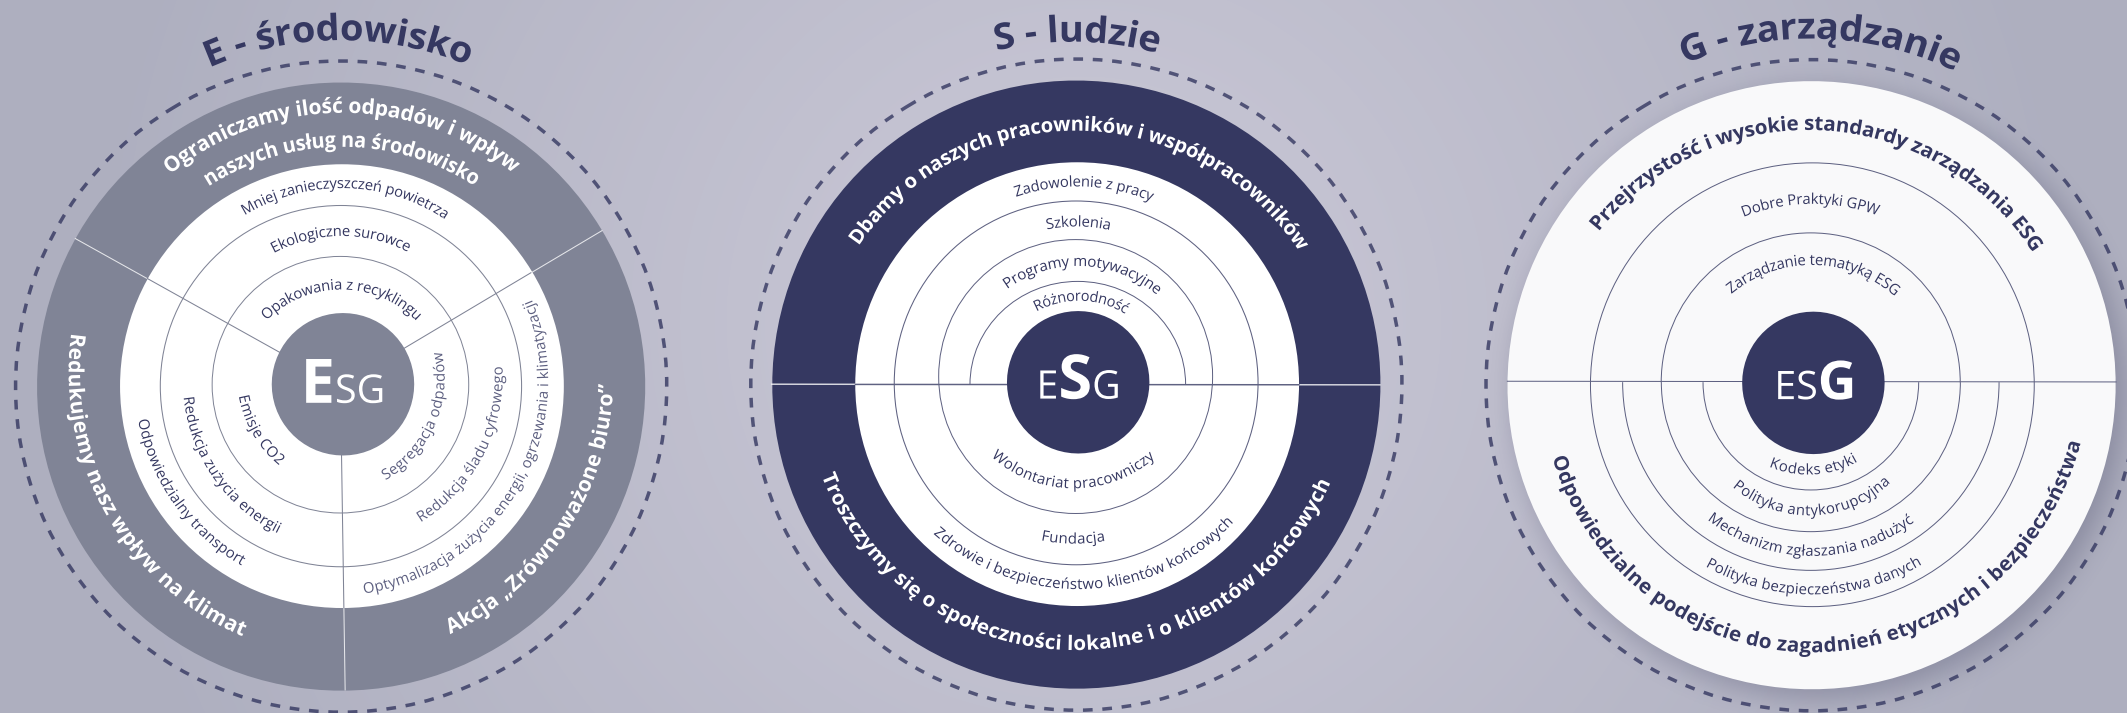 E - środowisko
Ograniczamy ilość odpadów i wpływ
naszych usług na środowisko
Mniej zanieczyszczeń powietrza
Ekologiczne surowce
Opakowania z recyklingu
ESG
Redukujemy nasz wpływ na klimat
Odpowiedzialny transport
Redukcja zużycia energii
Emisje CO2
Segregacja odpadów
Redukcja śladu cyfrowego
Optymalizacja zużycia energii, ogrzewania i klimatyzacji
Akcja „Zrównoważone biuro”
S - ludzie
Dbamy o naszych pracowników i współpracowników
Zadowolenie z pracy
Szkolenia
Programy motywacyjne
Różnorodność
ESG
Wolontariat pracowniczy
Fundacja
Zdrowie i bezpieczeństwo klientów końcowych
Troszczymy się o społeczności lokalne i o klientów końcowych
G - zarządzanie
Przejrzystość i wysokie standardy zarządzania ESG
Dobre Praktyki GPW
Zarządzanie tematyką ESG
ESG
Kodeks etyki
Polityka antykorupcyjna
Mechanizm zgłaszania nadużyć
Polityka bezpieczeństwa danych
Odpowiedzialne podejście do zagadnień etycznych i bezpieczeństwa